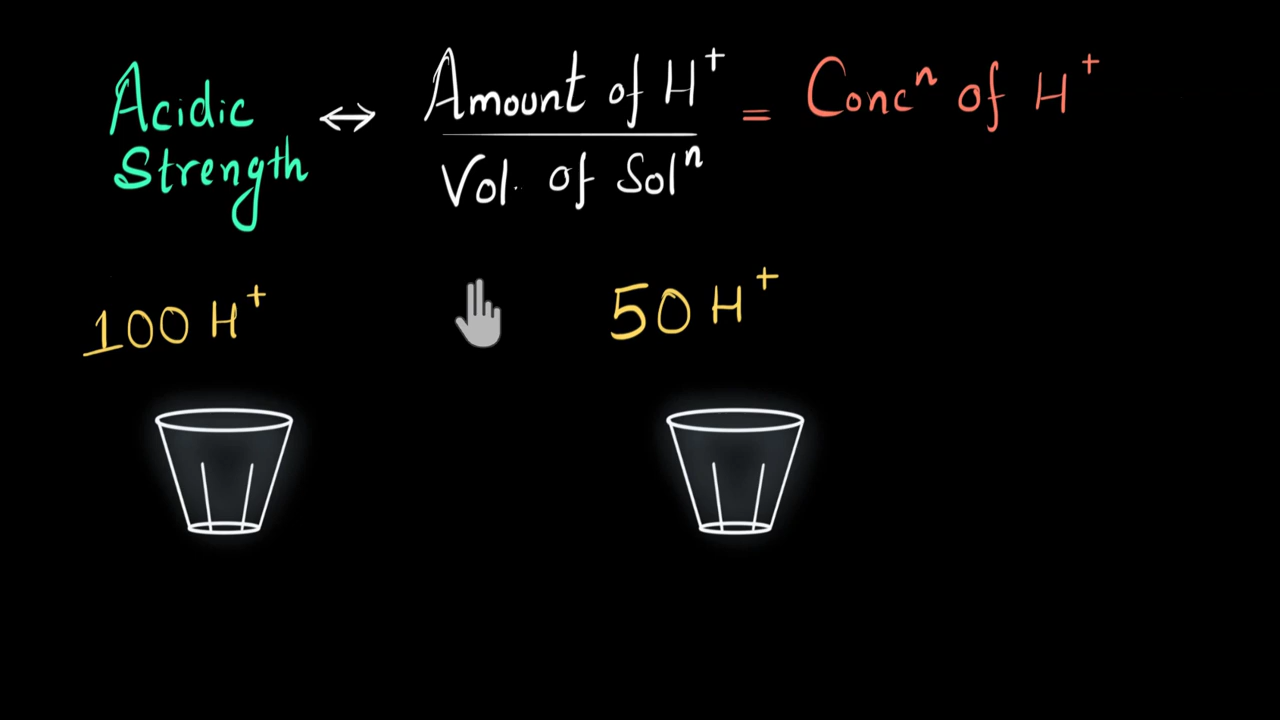 Acidic Strength ↔ Amount of H⁺ / Vol. of Solⁿ = Concⁿ of H⁺
100 H⁺
50 H⁺